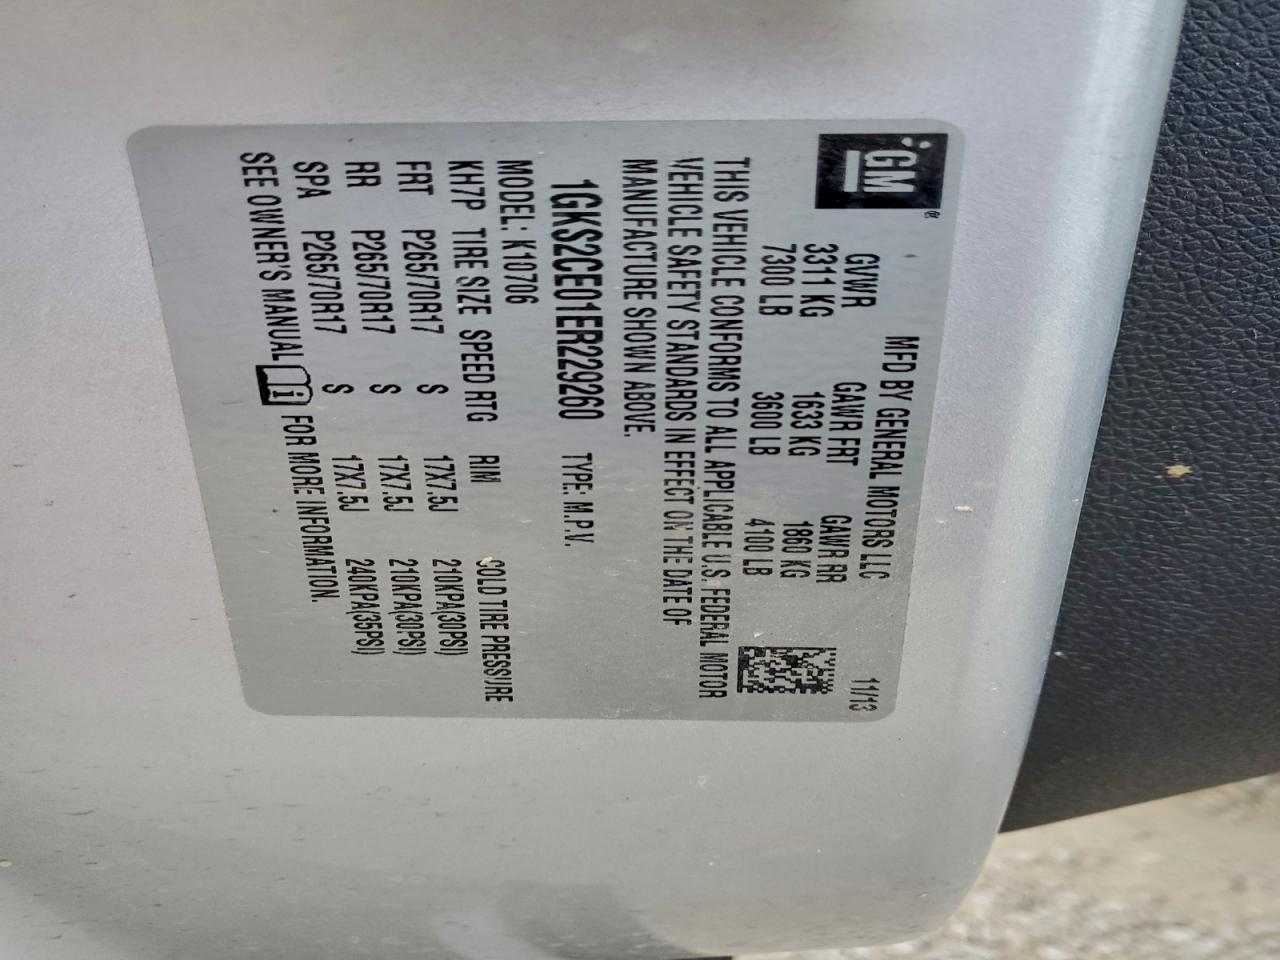 GM®
MFD BY GENERAL MOTORS LLC 11/13
GVWR GAWR FRT GAWR RR
3311 KG 1633 KG 1860 KG
7300 LB 3600 LB 4100 LB
THIS VEHICLE CONFORMS TO ALL APPLICABLE U.S. FEDERAL MOTOR
VEHICLE SAFETY STANDARDS IN EFFECT ON THE DATE OF
MANUFACTURE SHOWN ABOVE.
1GKS2CE01ER229260 TYPE: M.P.V.
MODEL: K10706
KH7P TIRE SIZE SPEED RTG RIM COLD TIRE PRESSURE
FRT P265/70R17 S 17X7.5J 210KPA(30PSI)
RR P265/70R17 S 17X7.5J 210KPA(30PSI)
SPA P265/70R17 S 17X7.5J 240KPA(35PSI)
SEE OWNER'S MANUAL i FOR MORE INFORMATION.